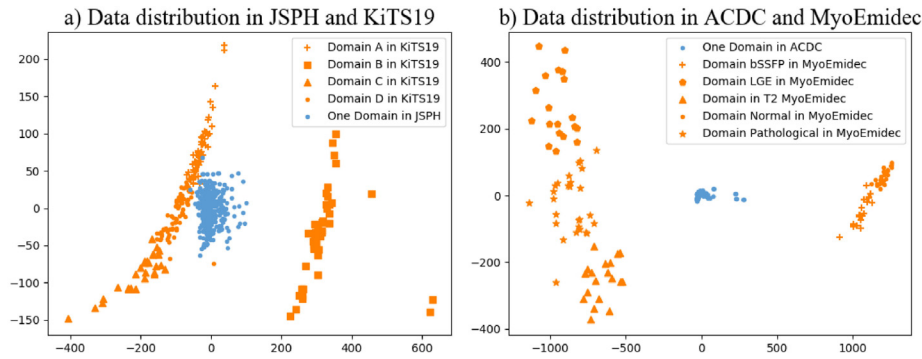 a) Data distribution in JSPH and KiTS19
Domain A in KiTS19
Domain B in KiTS19
Domain C in KiTS19
Domain D in KiTS19
One Domain in JSPH
200
150
100
50
0
−50
−100
−150
−400
−200
0
200
400
600
b) Data distribution in ACDC and MyoEmidec
One Domain in ACDC
Domain bSSFP in MyoEmidec
Domain LGE in MyoEmidec
Domain in T2 MyoEmidec
Domain Normal in MyoEmidec
Domain Pathological in MyoEmidec
400
200
0
−200
−400
−1000
−500
0
500
1000